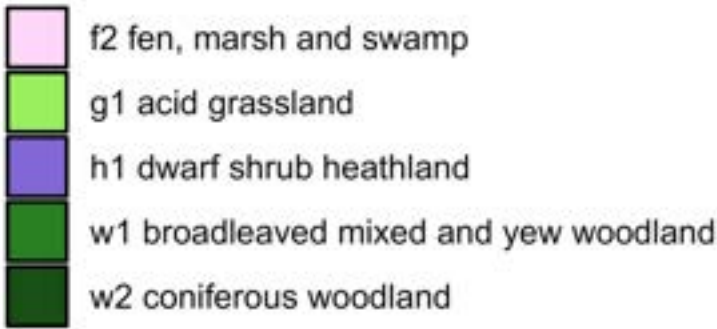 f2 fen, marsh and swamp
g1 acid grassland
h1 dwarf shrub heathland
w1 broadleaved mixed and yew woodland
w2 coniferous woodland